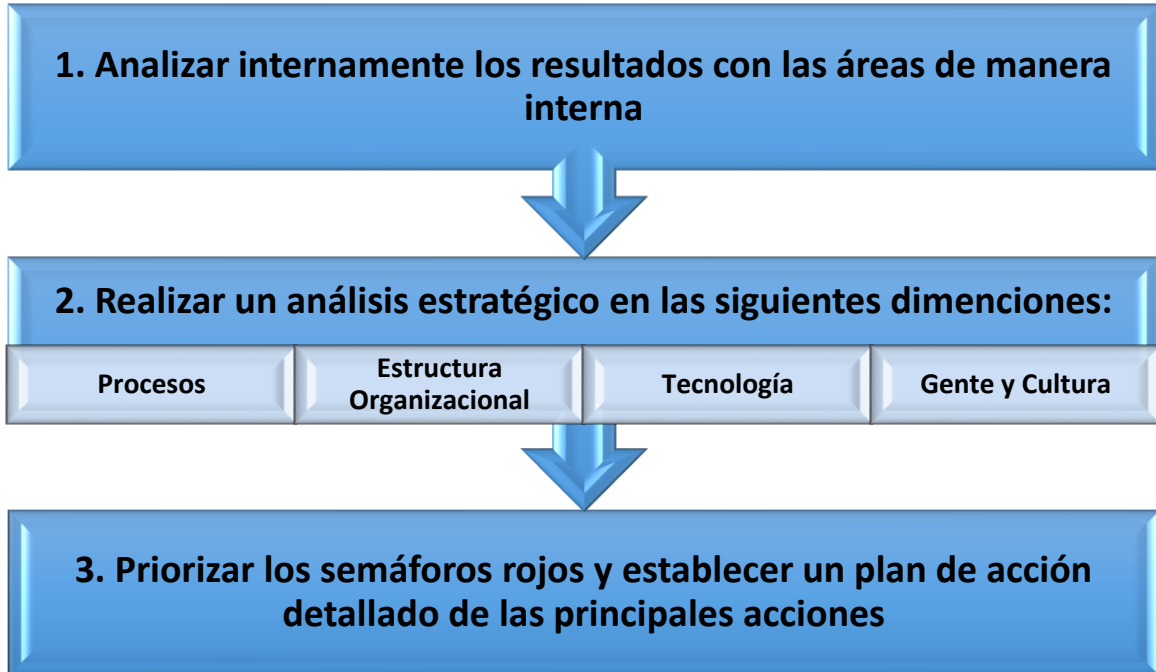 1. Analizar internamente los resultados con las áreas de manera
interna
2. Realizar un análisis estratégico en las siguientes dimenciones:
Procesos
Estructura
Organizacional
Tecnología
Gente y Cultura
3. Priorizar los semáforos rojos y establecer un plan de acción
detallado de las principales acciones